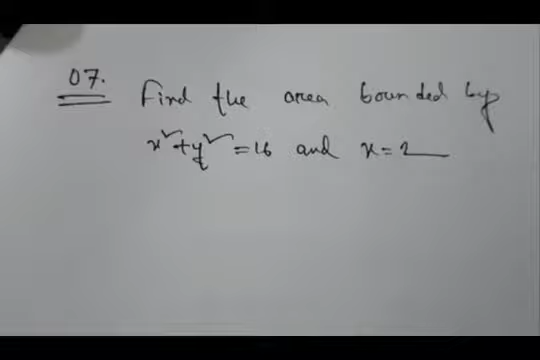 07. Find the area bounded by
x² + y² = 16 and x = 2